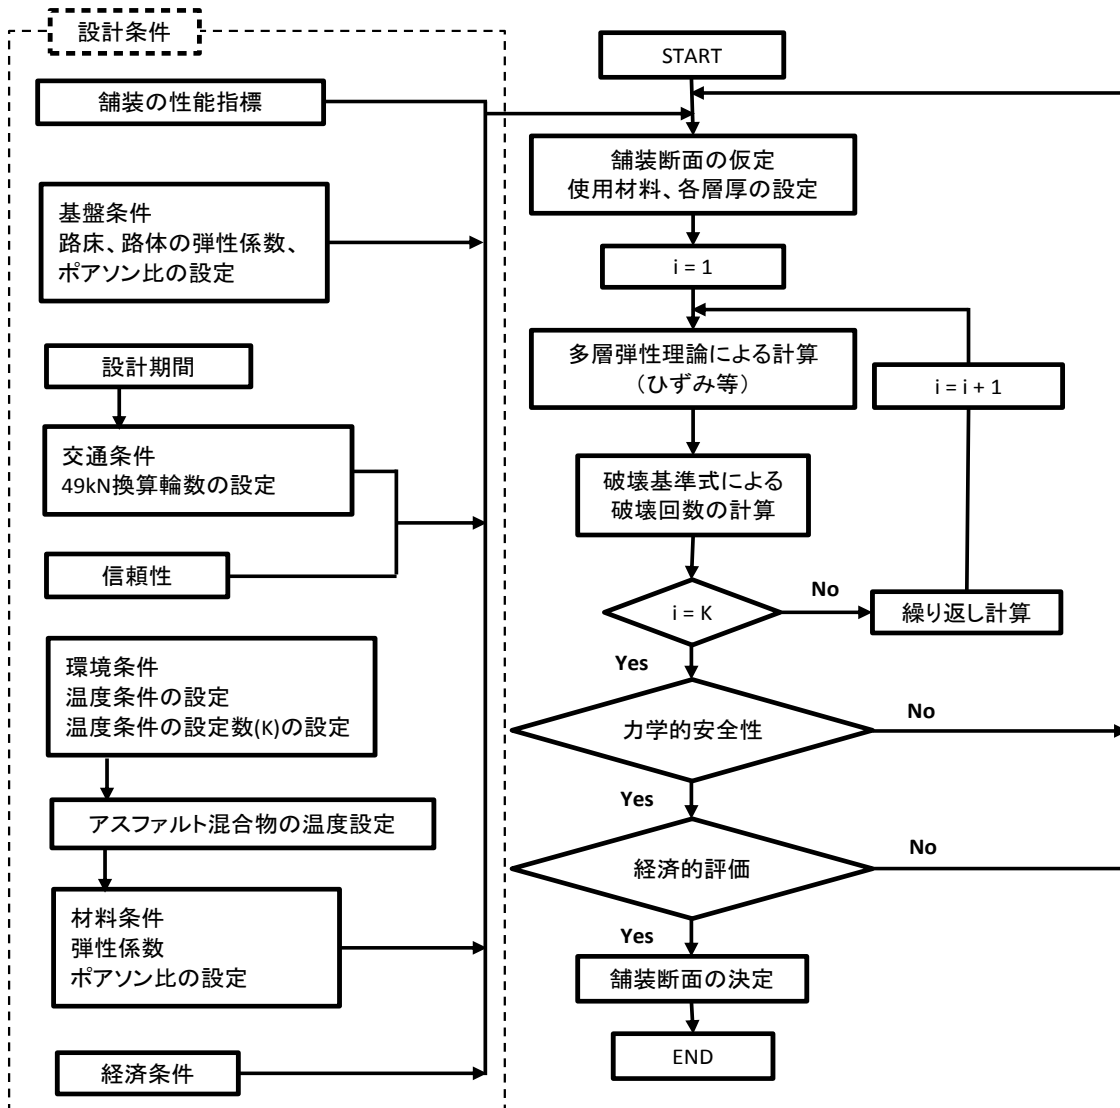 設計条件
舗装の性能指標
基盤条件
路床、路体の弾性係数、
ポアソン比の設定
設計期間
交通条件
49kN換算輪数の設定
信頼性
環境条件
温度条件の設定
温度条件の設定数(K)の設定
アスファルト混合物の温度設定
材料条件
弾性係数
ポアソン比の設定
経済条件
START
舗装断面の仮定
使用材料、各層厚の設定
i = 1
多層弾性理論による計算
（ひずみ等）
i = i + 1
破壊基準式による
破壊回数の計算
i = K
No
繰り返し計算
Yes
力学的安全性
No
Yes
経済的評価
No
Yes
舗装断面の決定
END